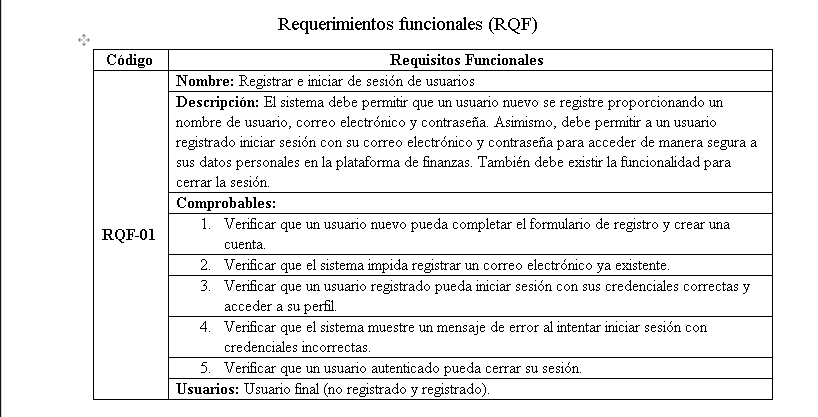 Requerimientos funcionales (RQF)
Código
Requisitos Funcionales
RQF-01
Nombre: Registrar e iniciar de sesión de usuarios
Descripción: El sistema debe permitir que un usuario nuevo se registre proporcionando un
nombre de usuario, correo electrónico y contraseña. Asimismo, debe permitir a un usuario
registrado iniciar sesión con su correo electrónico y contraseña para acceder de manera segura a
sus datos personales en la plataforma de finanzas. También debe existir la funcionalidad para
cerrar la sesión.
Comprobables:
1. Verificar que un usuario nuevo pueda completar el formulario de registro y crear una
cuenta.
2. Verificar que el sistema impida registrar un correo electrónico ya existente.
3. Verificar que un usuario registrado pueda iniciar sesión con sus credenciales correctas y
acceder a su perfil.
4. Verificar que el sistema muestre un mensaje de error al intentar iniciar sesión con
credenciales incorrectas.
5. Verificar que un usuario autenticado pueda cerrar su sesión.
Usuarios: Usuario final (no registrado y registrado).